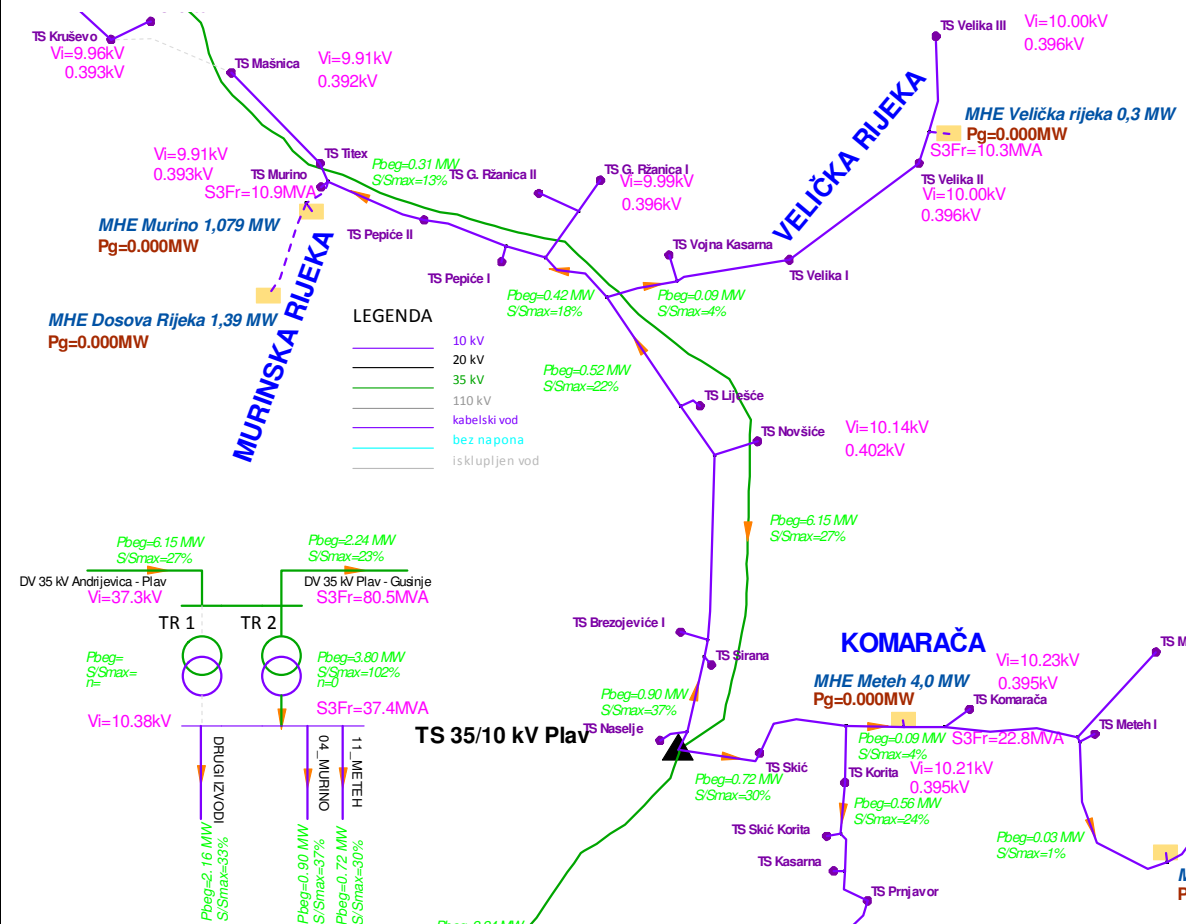 TS Kruševo
Vi=9.96kV
0.393kV
TS Mašnica
Vi=9.91kV
0.392kV
TS Velika III
Vi=10.00kV
0.396kV
MHE Velička rijeka 0,3 MW
Pg=0.000MW
S3Fr=10.3MVA
TS Velika II
Vi=10.00kV
0.396kV
VELIČKA RIJEKA
Vi=9.91kV
0.393kV
TS Titex
TS Murino
S3Fr=10.9MVA
Pbeg=0.31 MW
S/Smax=13%
TS G. Ržanica II
TS G. Ržanica I
Vi=9.99kV
0.396kV
MHE Murino 1,079 MW
Pg=0.000MW
TS Pepiće II
TS Pepiće I
TS Vojna Kasarna
TS Velika I
MHE Dosova Rijeka 1,39 MW
Pg=0.000MW
MURINSKA RIJEKA
Pbeg=0.42 MW
S/Smax=18%
Pbeg=0.09 MW
S/Smax=4%
LEGENDA
10 kV
20 kV
35 kV
110 kV
kabelski vod
bez napona
isklupljen vod
Pbeg=0.52 MW
S/Smax=22%
TS Liješće
TS Novšiće
Vi=10.14kV
0.402kV
Pbeg=6.15 MW
S/Smax=27%
Pbeg=6.15 MW
S/Smax=27%
Pbeg=2.24 MW
S/Smax=23%
DV 35 kV Andrijevica - Plav
Vi=37.3kV
DV 35 kV Plav - Gusinje
S3Fr=80.5MVA
TR 1
TR 2
Pbeg=
S/Smax=
n=
Pbeg=3.80 MW
S/Smax=102%
n=0
Vi=10.38kV
S3Fr=37.4MVA
DRUGI IZVODI
04_MURINO
11_METEH
Pbeg=2.16 MW
S/Smax=33%
Pbeg=0.90 MW
S/Smax=37%
Pbeg=0.72 MW
S/Smax=30%
TS Brezojeviće I
TS Sirana
Pbeg=0.90 MW
S/Smax=37%
TS Naselje
TS 35/10 kV Plav
KOMARAČA
MHE Meteh 4,0 MW
Pg=0.000MW
Vi=10.23kV
0.395kV
TS Komarača
TS M
TS Meteh I
TS Skić
Pbeg=0.09 MW
S/Smax=4%
S3Fr=22.8MVA
Pbeg=0.72 MW
S/Smax=30%
TS Korita
Vi=10.21kV
0.395kV
Pbeg=0.56 MW
S/Smax=24%
TS Skić Korita
TS Kasarna
TS Prnjavor
Pbeg=0.03 MW
S/Smax=1%
M
P